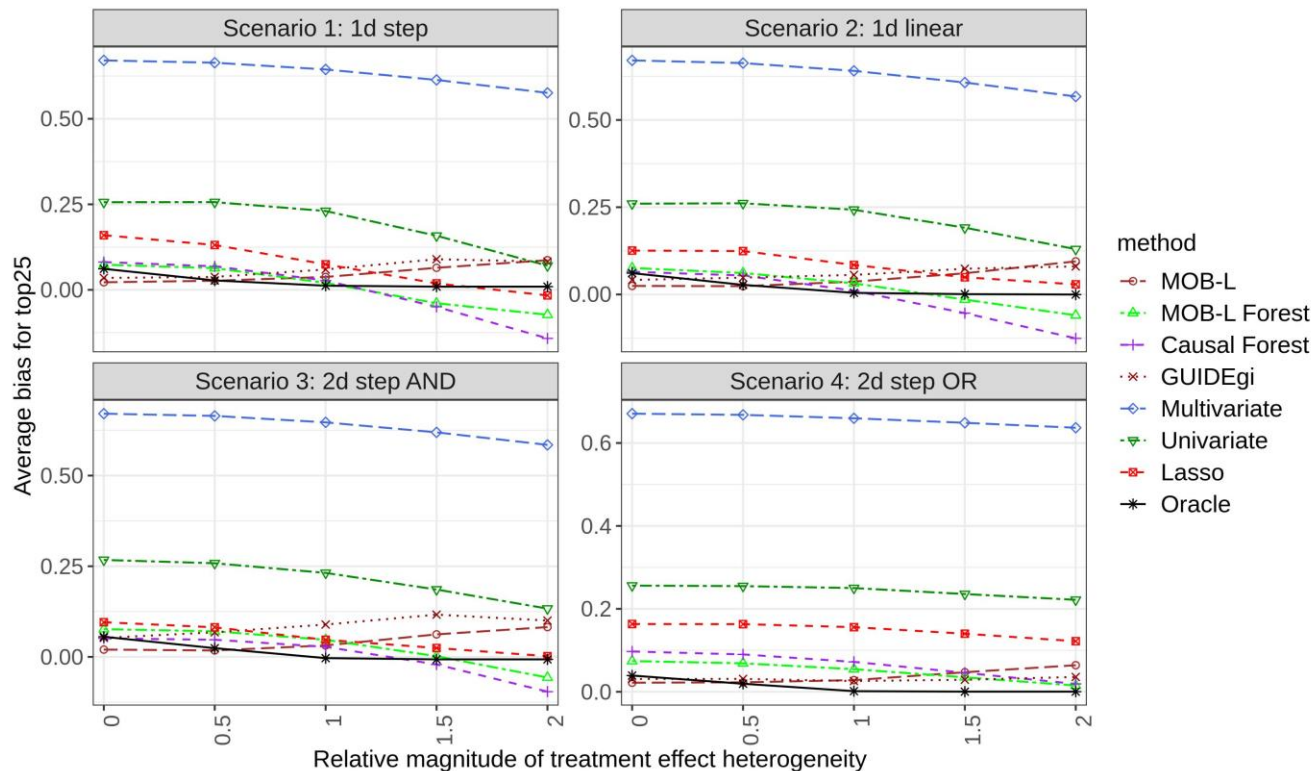 Scenario 1: 1d step
Scenario 2: 1d linear
0.50
0.25
0.00
0.50
0.25
0.00
Scenario 3: 2d step AND
Scenario 4: 2d step OR
0.50
0.25
0.00
0.6
0.4
0.2
0.0
0
0.5
1
1.5
2
0
0.5
1
1.5
2
Average bias for top25
Relative magnitude of treatment effect heterogeneity
method
MOB-L
MOB-L Forest
Causal Forest
GUIDEgi
Multivariate
Univariate
Lasso
Oracle